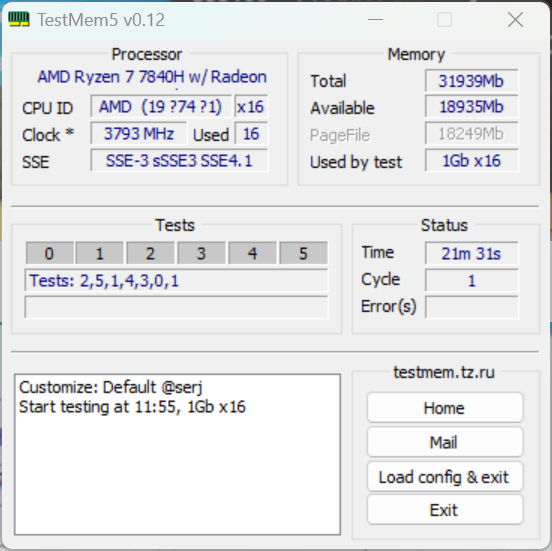 TestMem5 v0.12
Processor
AMD Ryzen 7 7840H w/ Radeon
CPU ID AMD (19 ?74 ?1) x16
Clock * 3793 MHz Used 16
SSE SSE-3 sSSE3 SSE4.1
Memory
Total 31939Mb
Available 18935Mb
PageFile 18249Mb
Used by test 1Gb x16
Tests
0 1 2 3 4 5
Tests: 2,5,1,4,3,0,1
Status
Time 21m 31s
Cycle 1
Error(s)
Customize: Default @serj
Start testing at 11:55, 1Gb x16
testmem.tz.ru
Home
Mail
Load config & exit
Exit